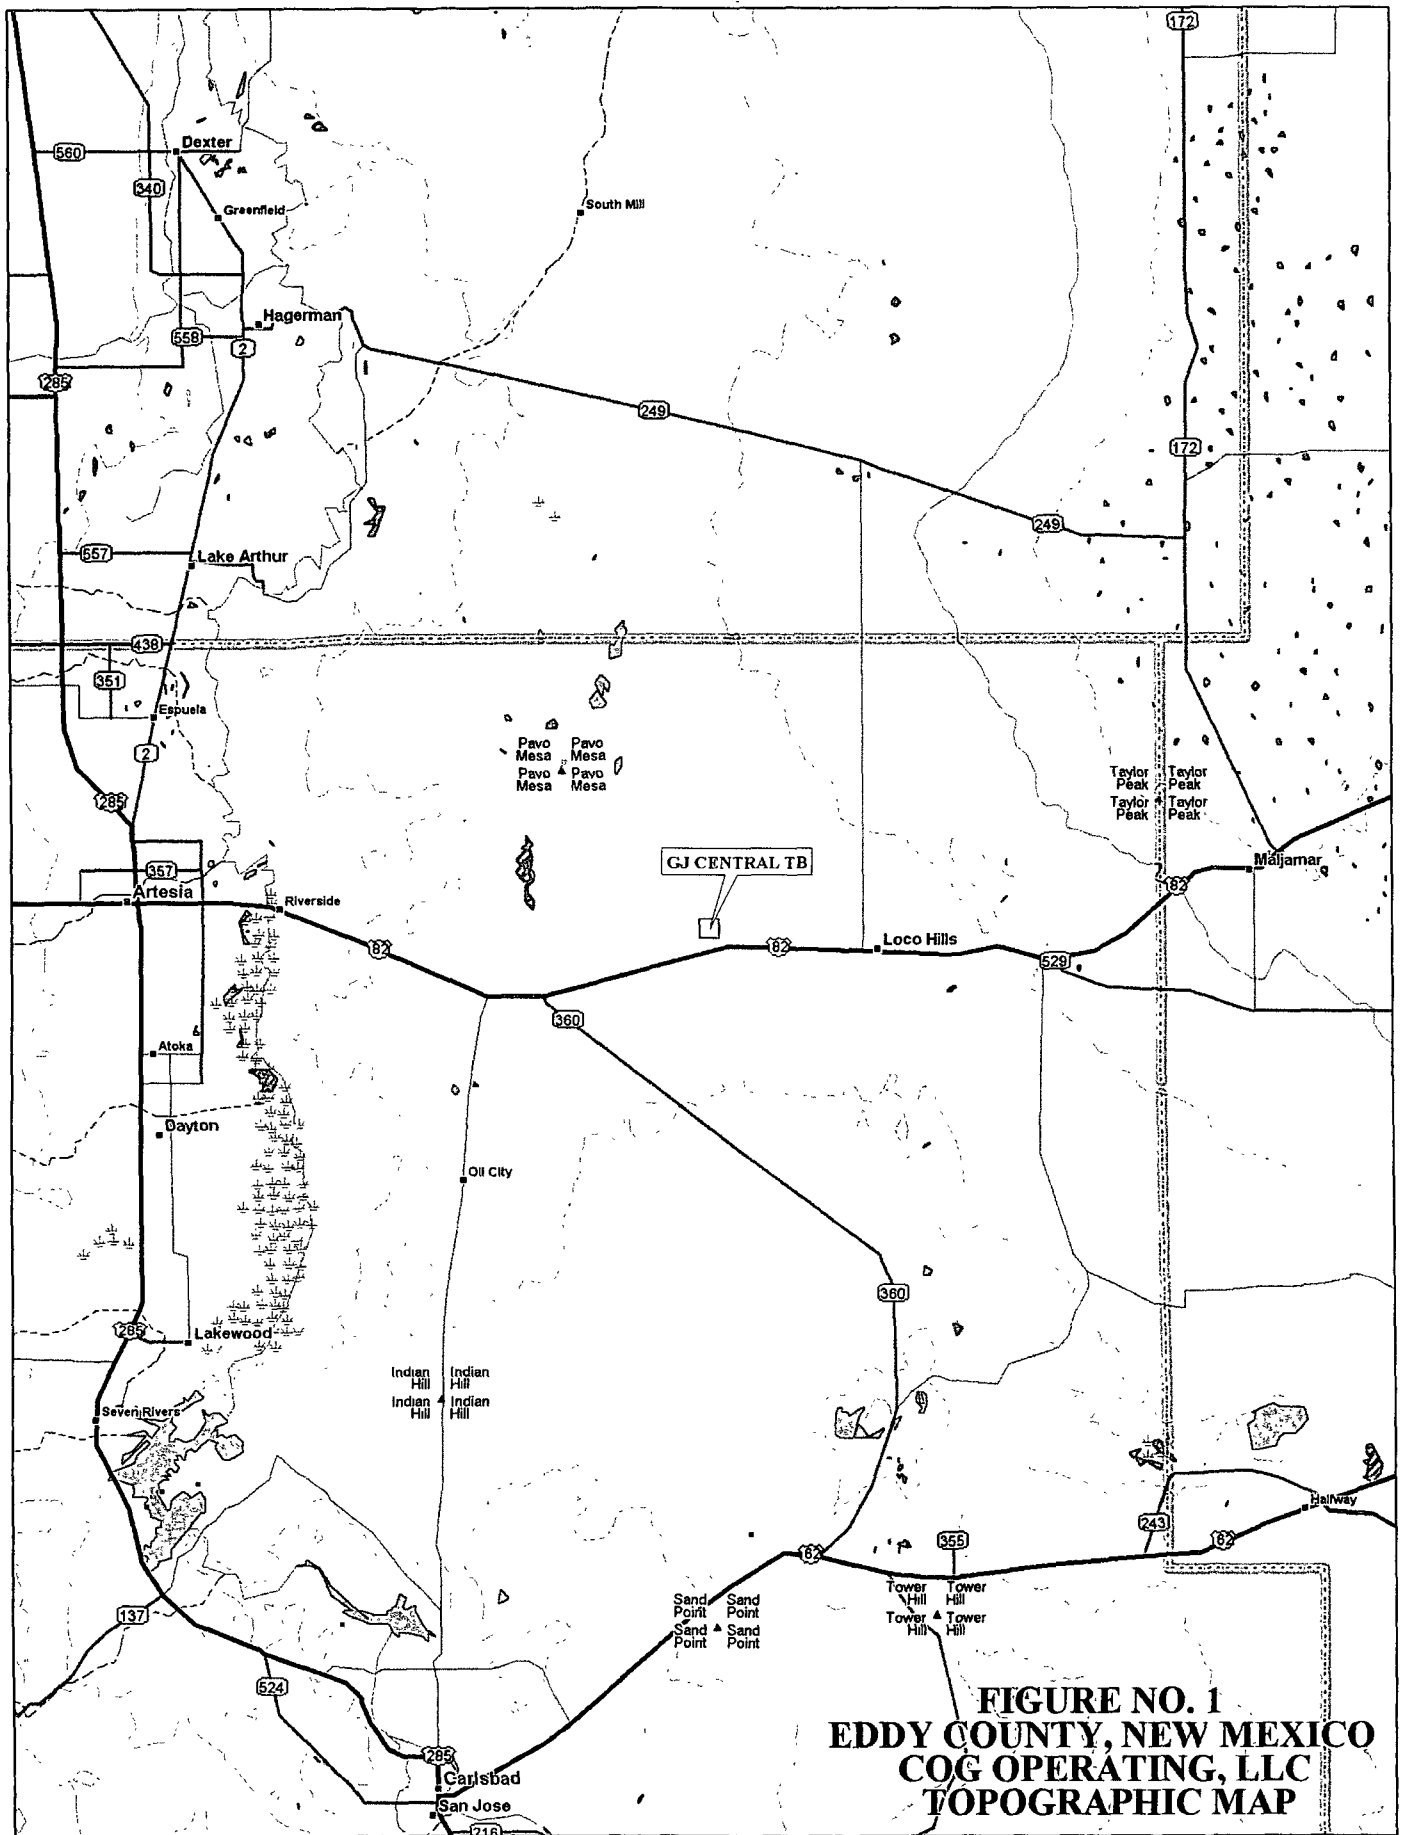 172
Dexter
560
340
Greenfield
South Mill
Hagerman
558
2
285
249
172
249
557
Lake Arthur
438
351
Espuela
2
Pavo Mesa
Pavo Mesa
Pavo Mesa
Pavo Mesa
Taylor Peak
Taylor Peak
Taylor Peak
Taylor Peak
285
GJ CENTRAL TB
Maljamar
357
82
Artesia
Riverside
82
82
Loco Hills
529
360
Atoka
Dayton
Oil City
360
285
Lakewood
Indian Hill
Indian Hill
Indian Hill
Indian Hill
Seven Rivers
Halfway
243
355
82
62
Tower Hill
Tower Hill
Tower Hill
Tower Hill
Sand Point
Sand Point
Sand Point
Sand Point
137
524
FIGURE NO. 1
EDDY COUNTY, NEW MEXICO
COG OPERATING, LLC
TOPOGRAPHIC MAP
285
Carlsbad
San Jose
216